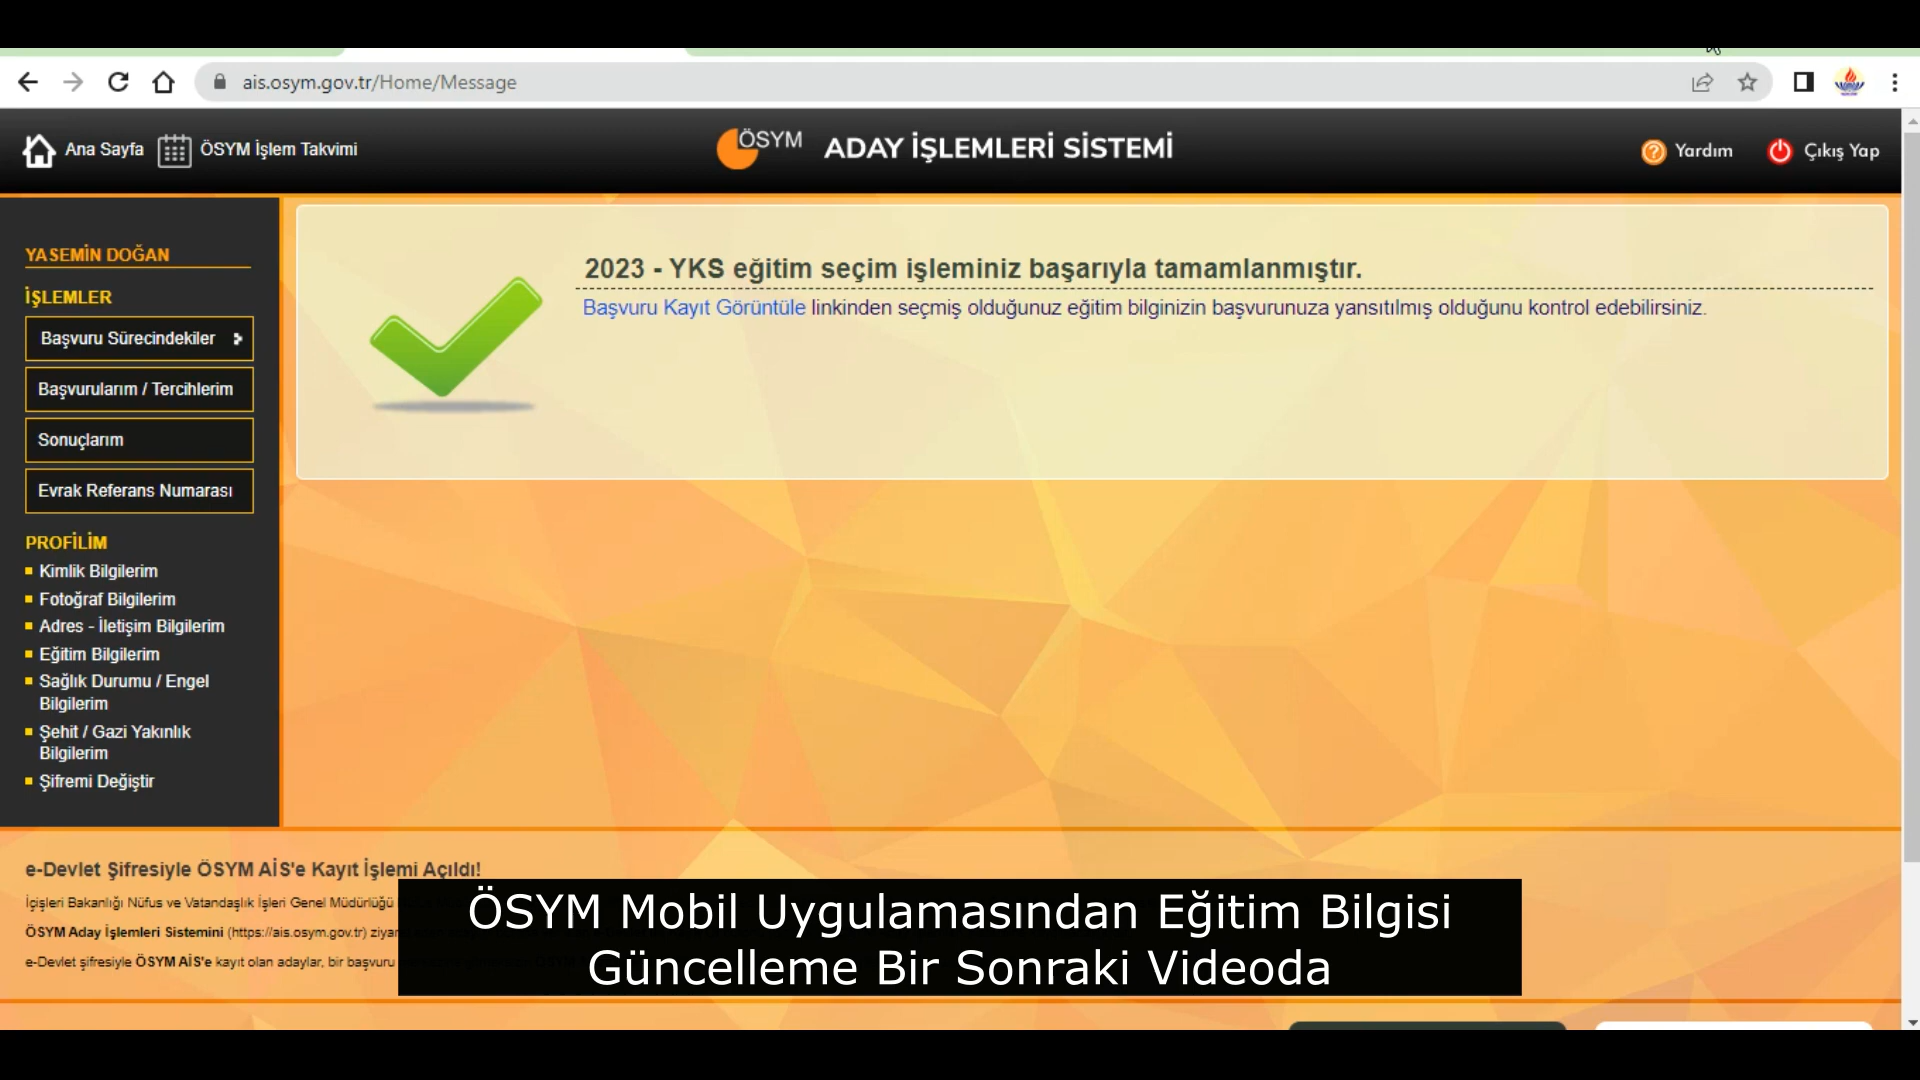 ais.osym.gov.tr/Home/Message
Ana Sayfa
ÖSYM İşlem Takvimi
ÖSYM
ADAY İŞLEMLERİ SİSTEMİ
Yardım
Çıkış Yap
YASEMİN DOĞAN
İŞLEMLER
Başvuru Sürecindekiler
Başvurularım / Tercihlerim
Sonuçlarım
Evrak Referans Numarası
PROFİLİM
Kimlik Bilgilerim
Fotoğraf Bilgilerim
Adres - İletişim Bilgilerim
Eğitim Bilgilerim
Sağlık Durumu / Engel
Bilgilerim
Şehit / Gazi Yakınlık
Bilgilerim
Şifremi Değiştir
2023 - YKS eğitim seçim işleminiz başarıyla tamamlanmıştır.
Başvuru Kayıt Görüntüle linkinden seçmiş olduğunuz eğitim bilginizin başvurunuza yansıtılmış olduğunu kontrol edebilirsiniz.
e-Devlet Şifresiyle ÖSYM AİS'e Kayıt İşlemi Açıldı!
İçişleri Bakanlığı Nüfus ve Vatandaşlık İşleri Genel Müdürlüğü
ÖSYM Aday İşlemleri Sistemini (https://ais.osym.gov.tr)
e-Devlet şifresiyle ÖSYM AİS'e kayıt olan adaylar, bir başvuru
ÖSYM Mobil Uygulamasından Eğitim Bilgisi
Güncelleme Bir Sonraki Videoda